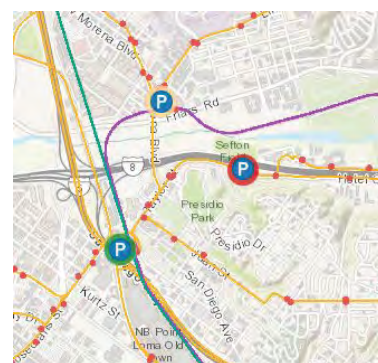 Morena Blvd
P
Friars Rd
Sefton
P
8
Hotel C
Taylor
Presidio
Park
Presidio Dr
P
Juan St
San Diego Ave
Kurtz St
NB Point
Loma Old
Town